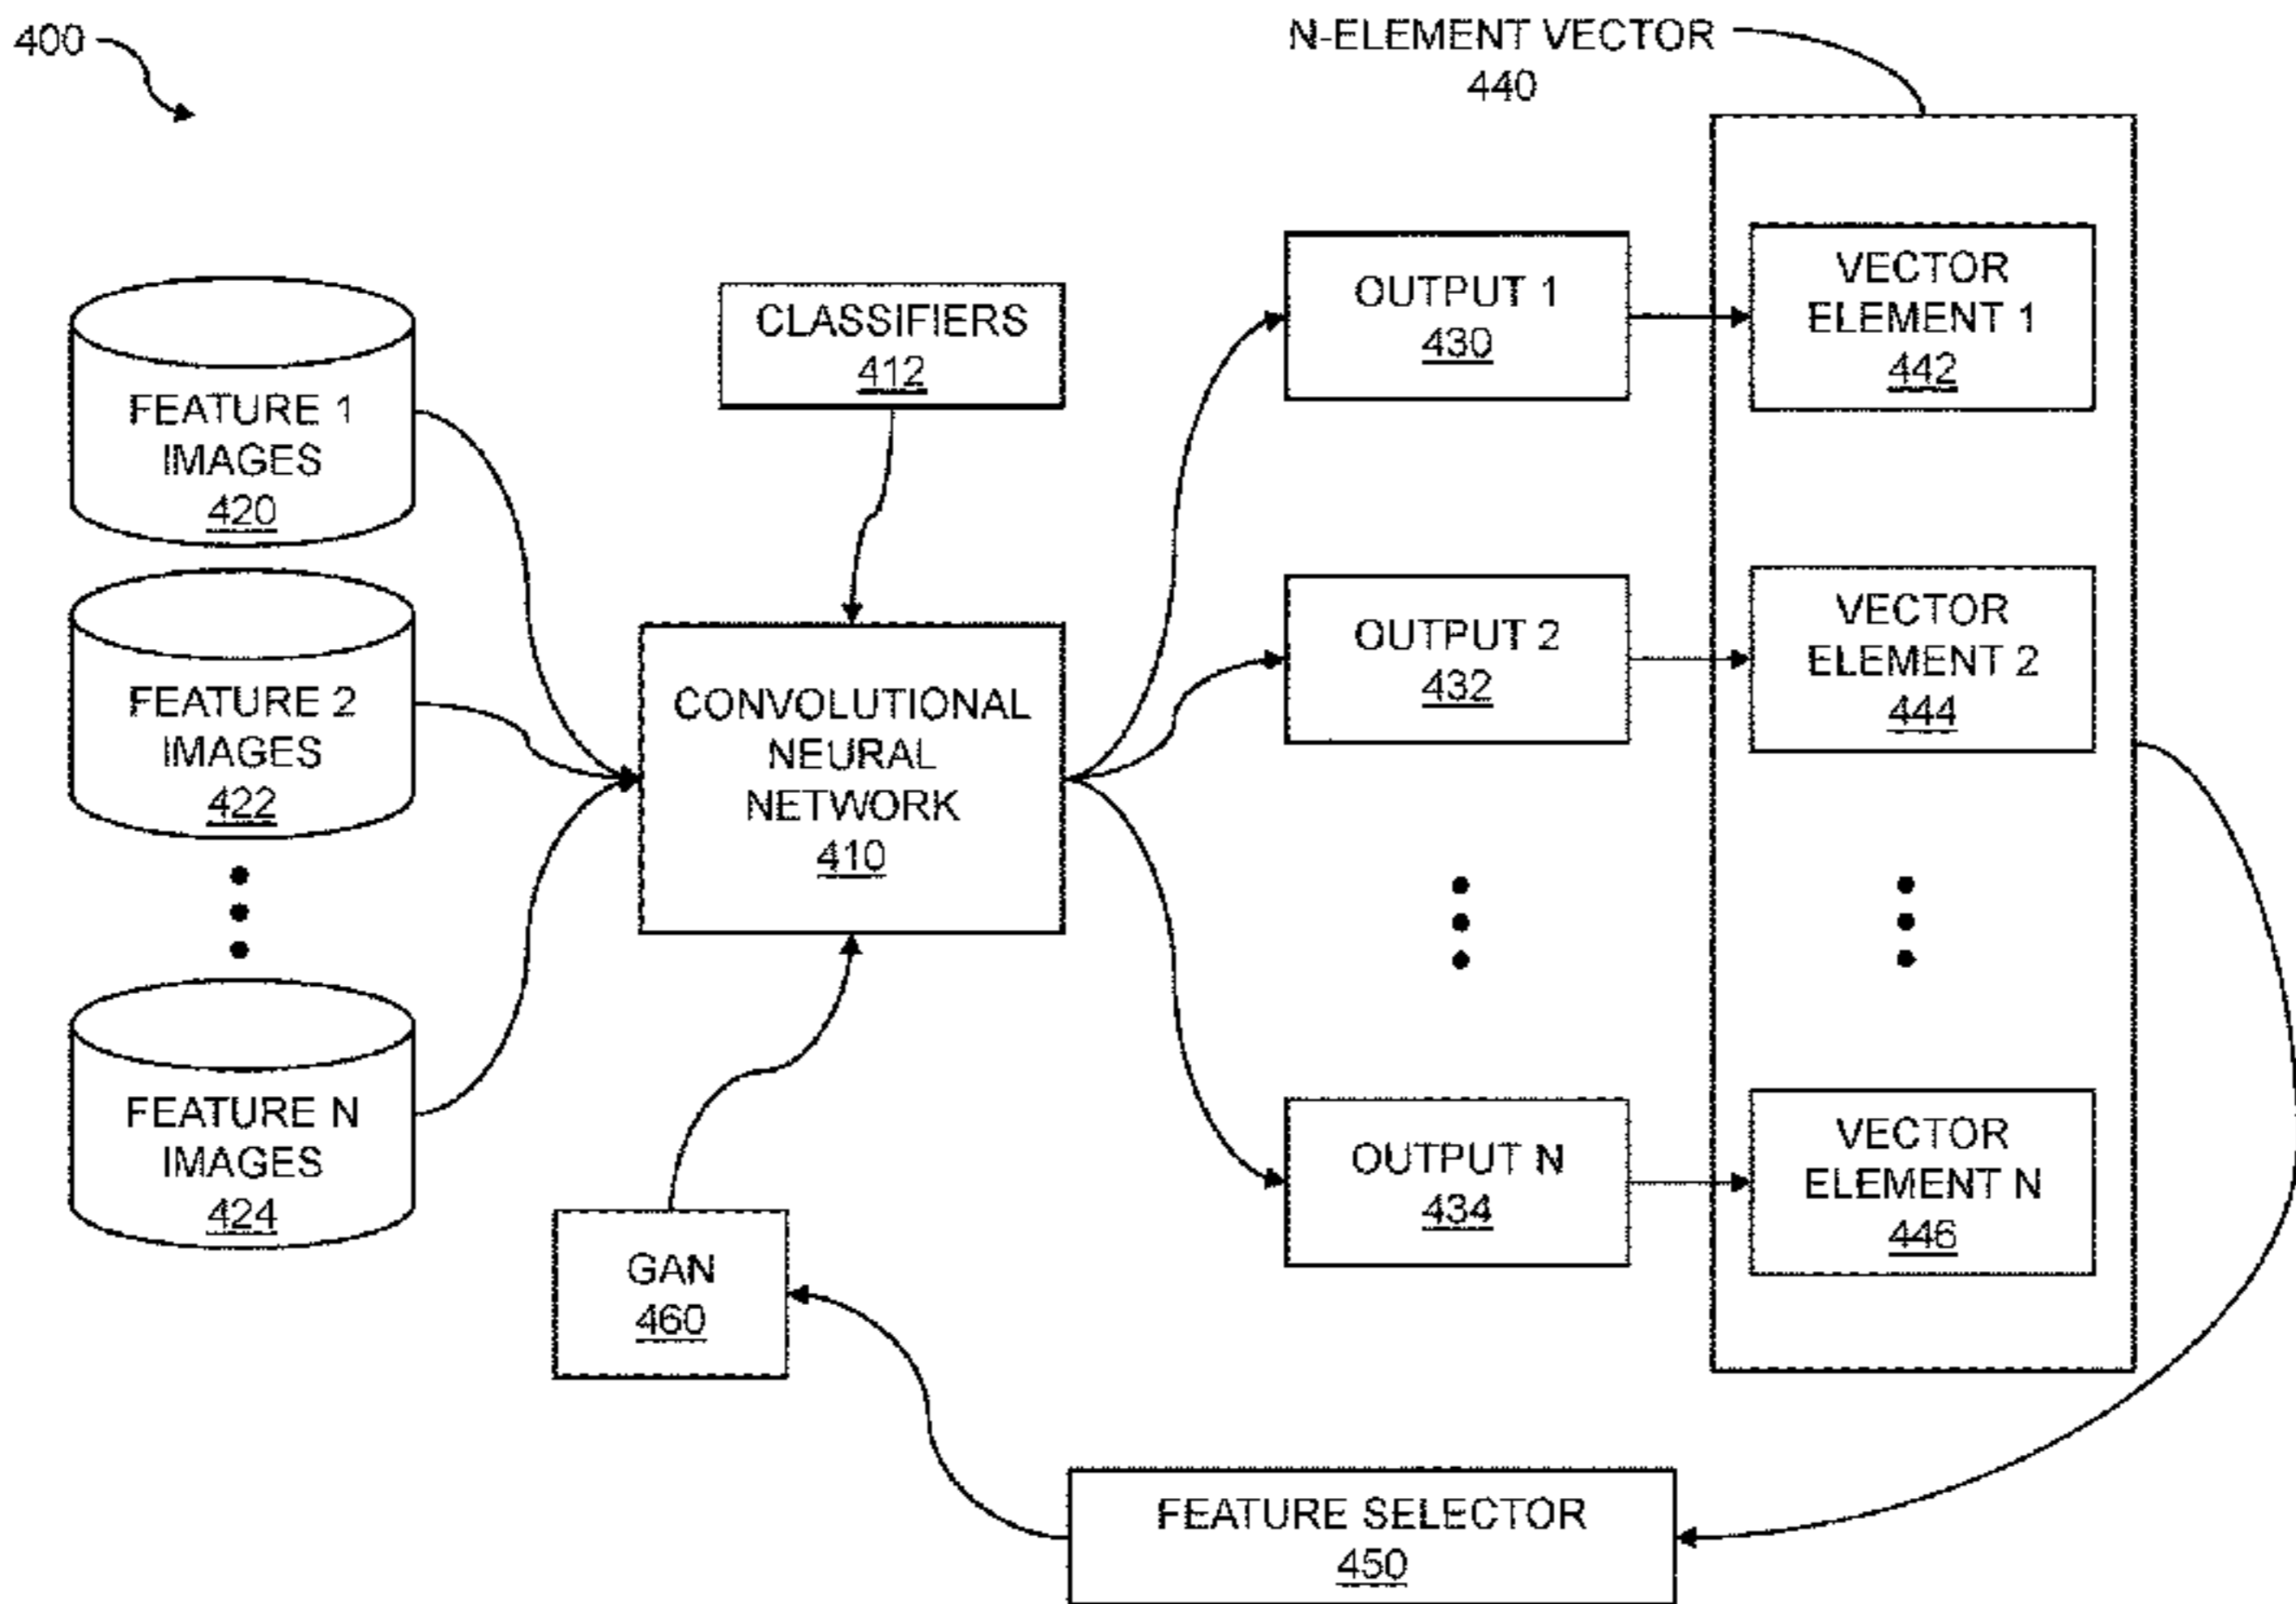 400
N-ELEMENT VECTOR
440
FEATURE 1
IMAGES
420
FEATURE 2
IMAGES
422
FEATURE N
IMAGES
424
CLASSIFIERS
412
CONVOLUTIONAL
NEURAL
NETWORK
410
GAN
460
OUTPUT 1
430
OUTPUT 2
432
OUTPUT N
434
VECTOR
ELEMENT 1
442
VECTOR
ELEMENT 2
444
VECTOR
ELEMENT N
446
FEATURE SELECTOR
450